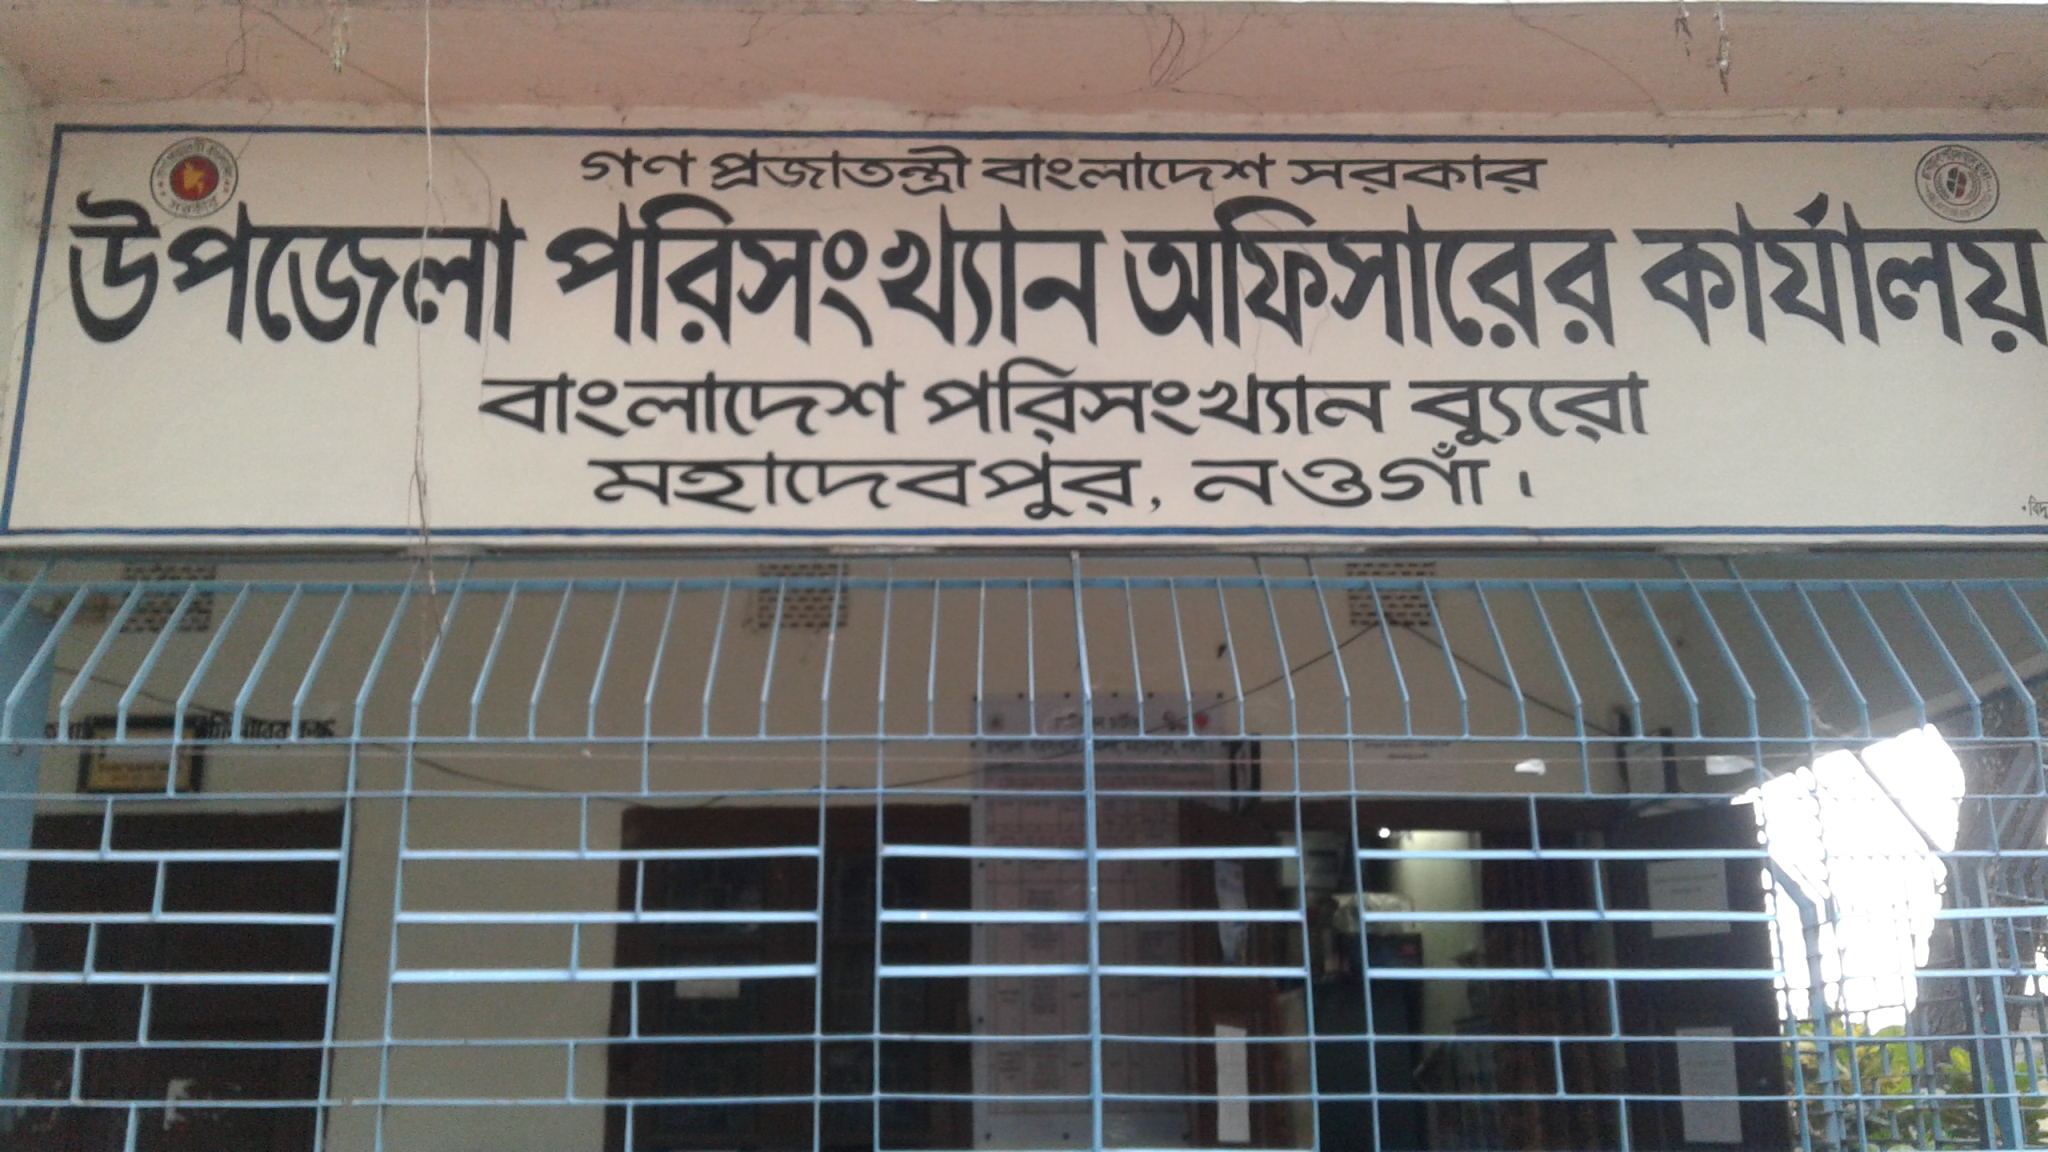 গণ প্রজাতন্ত্রী বাংলাদেশ সরকার
উপজেলা পরিসংখ্যান অফিসারের কার্যালয়
বাংলাদেশ পরিসংখ্যান ব্যুরো
মহাদেবপুর, নওগাঁ।